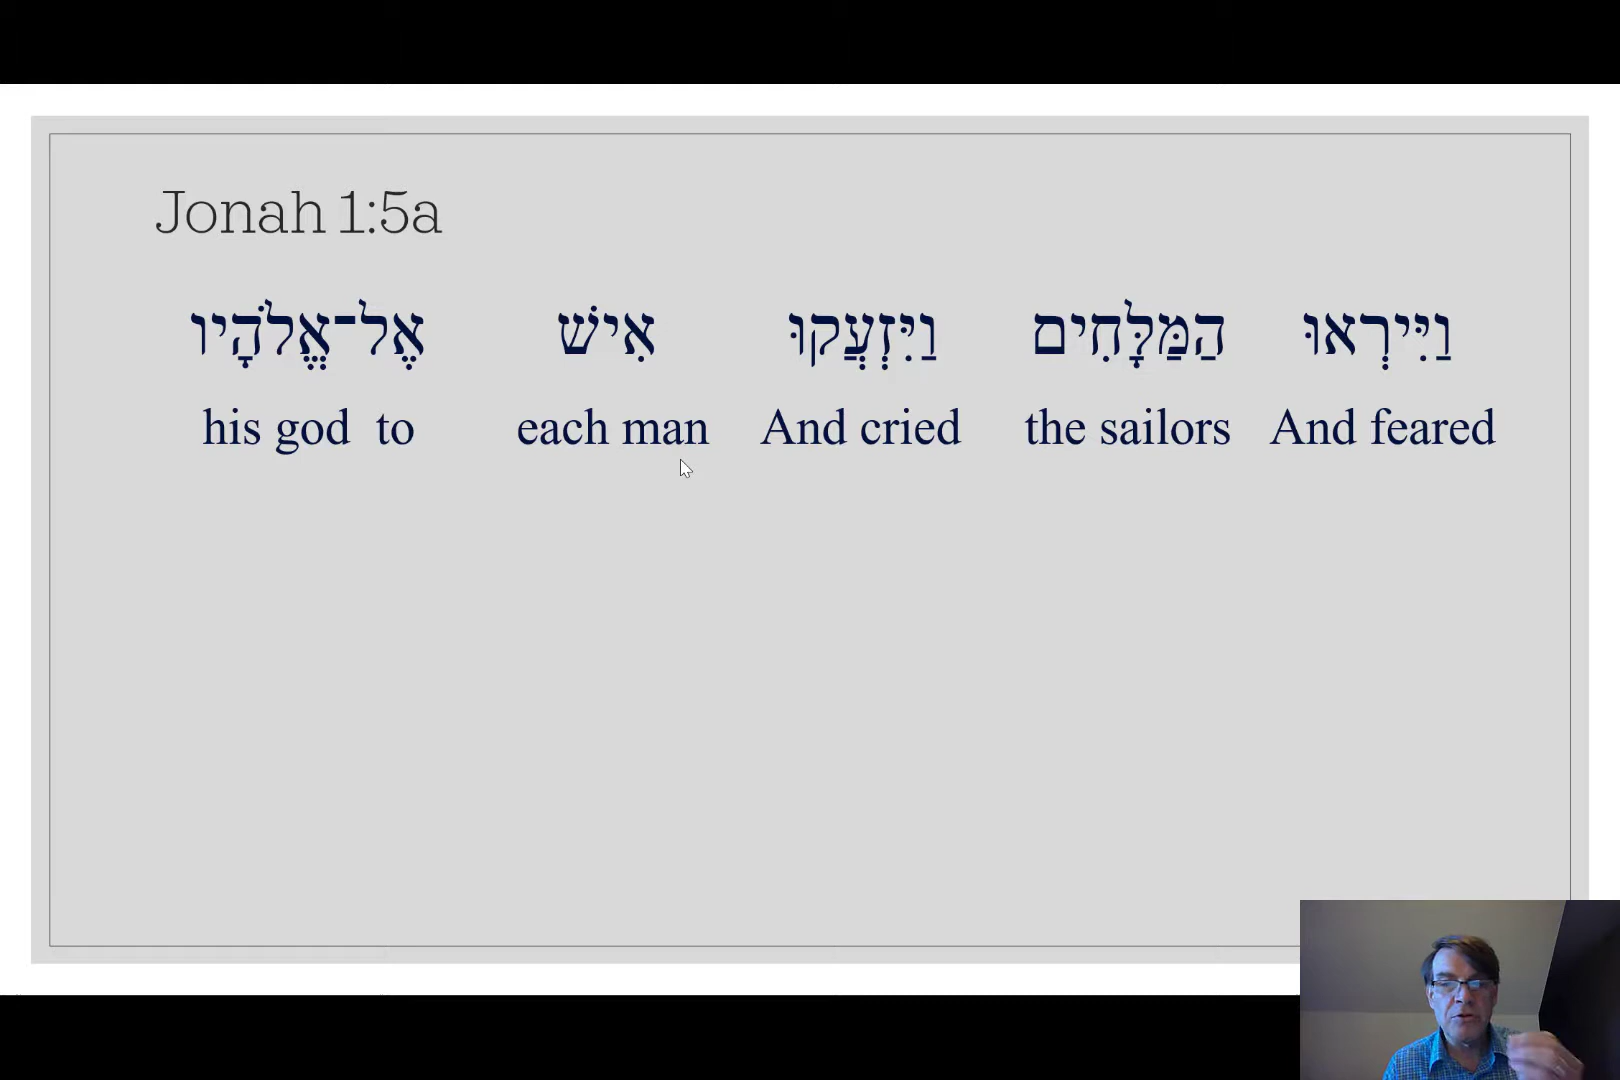 Jonah 1:5a
וַיִּירְאוּ הַמַּלָּחִים וַיִּזְעֲקוּ אִישׁ אֶל־אֱלֹהָיו
his god to each man And cried the sailors And feared